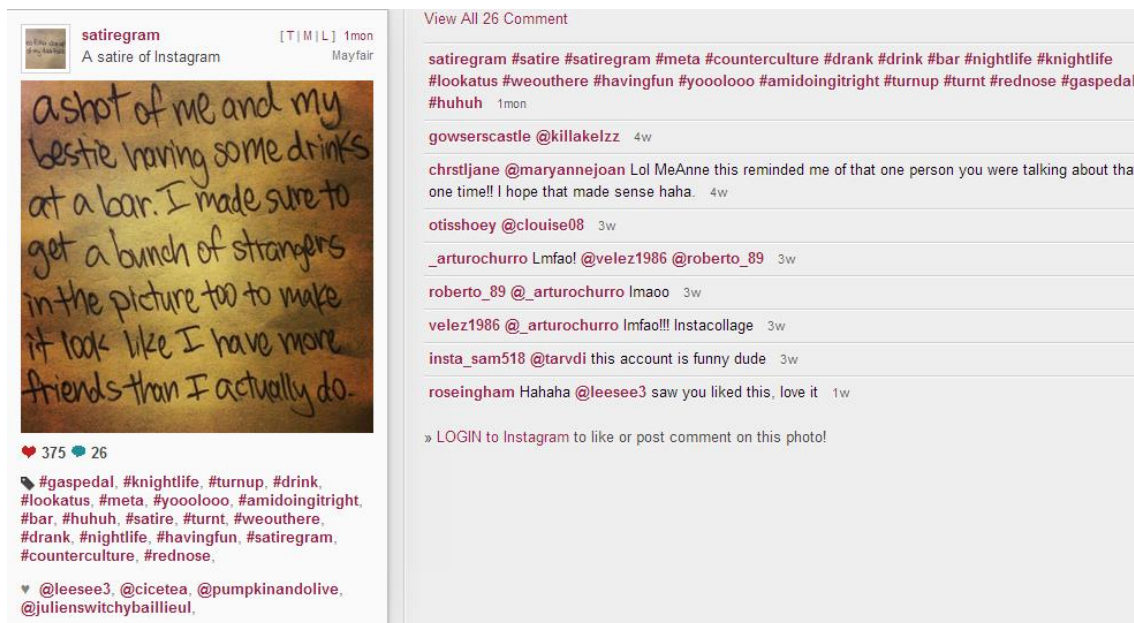 satiregram [ T | M | L ] 1mon
A satire of Instagram Mayfair
a shot of me and my
bestie having some drinks
at a bar. I made sure to
get a bunch of strangers
in the picture too to make
it look like I have more
friends than I actually do.
375 26
#gaspedal, #knightlife, #turnup, #drink,
#lookatus, #meta, #yooolooo, #amidoingitright,
#bar, #huhuh, #satire, #turnt, #weouthere,
#drank, #nightlife, #havingfun, #satiregram,
#counterculture, #rednose,
@leesee3, @cicetea, @pumpkinandolive,
@julienswitchybaillieul,
View All 26 Comment
satiregram #satire #satiregram #meta #counterculture #drank #drink #bar #nightlife #knightlife
#lookatus #weouthere #havingfun #yooolooo #amidoingitright #turnup #turnt #rednose #gaspedal
#huhuh 1mon
gowserscastle @killakelzz 4w
chrstljane @maryannejoan Lol MeAnne this reminded me of that one person you were talking about tha
one time!! I hope that made sense haha. 4w
otisshoey @clouise08 3w
_arturochurro Lmfao! @velez1986 @roberto_89 3w
roberto_89 @_arturochurro lmaoo 3w
velez1986 @_arturochurro lmfao!!! Instacollage 3w
insta_sam518 @tarvdi this account is funny dude 3w
roseingham Hahaha @leesee3 saw you liked this, love it 1w
» LOGIN to Instagram to like or post comment on this photo!